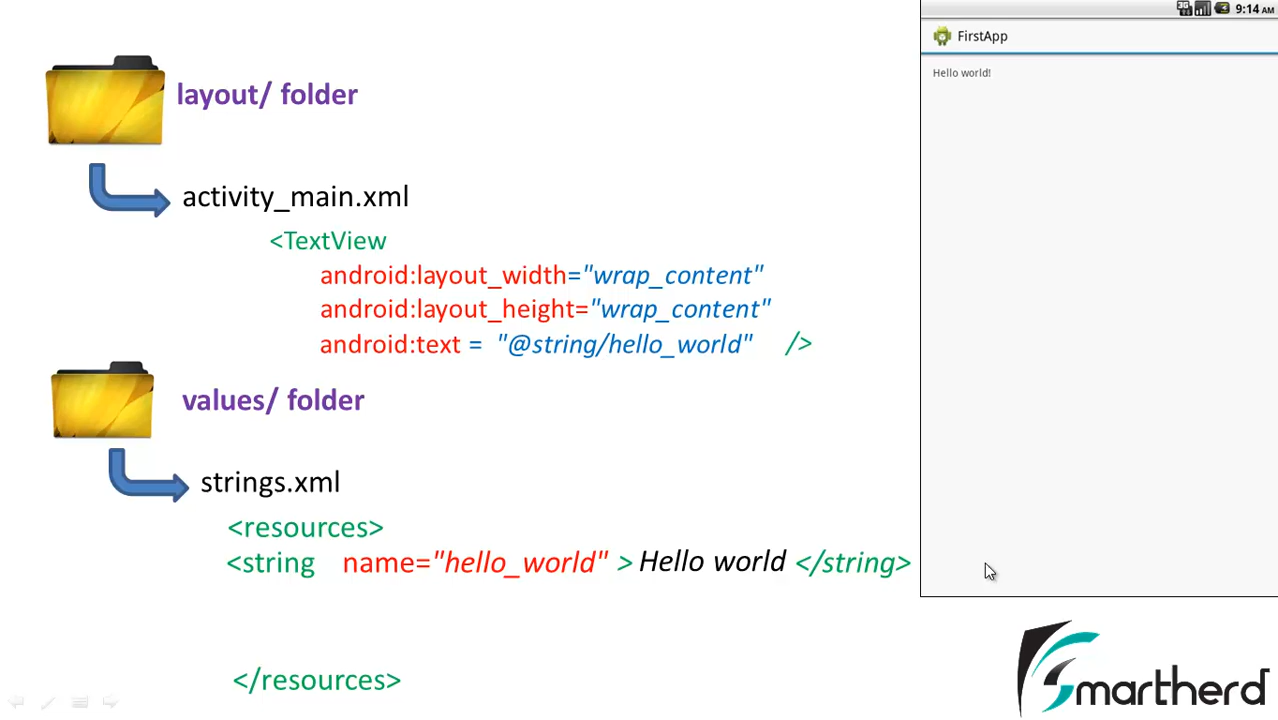 9:14 AM
FirstApp
Hello world!
layout/ folder
activity_main.xml
<TextView
android:layout_width="wrap_content"
android:layout_height="wrap_content"
android:text = "@string/hello_world" />
values/ folder
strings.xml
<resources>
<string name="hello_world" > Hello world </string>
</resources>
Smartherd